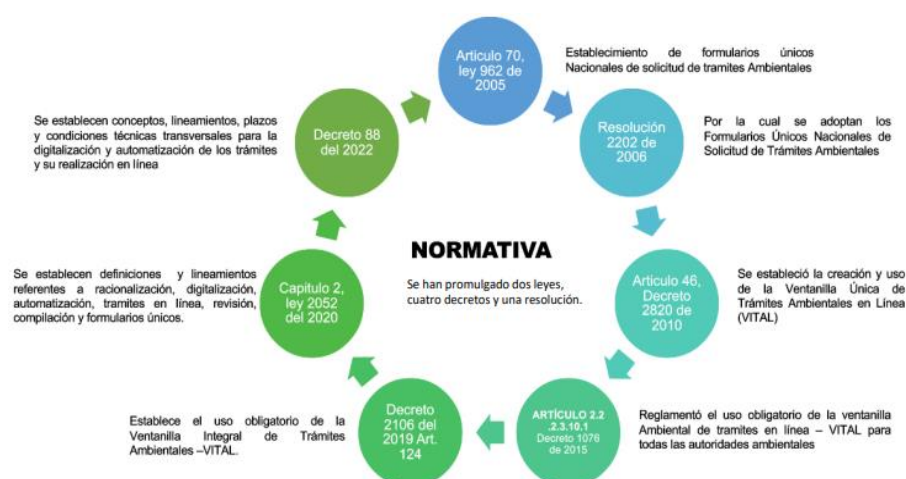 Articulo 70,
ley 962 de
2005
Establecimiento de formularios únicos
Nacionales de solicitud de tramites Ambientales
Resolución
2202 de
2006
Por la cual se adoptan los
Formularios Únicos Nacionales de
Solicitud de Trámites Ambientales
Articulo 46,
Decreto
2820 de
2010
Se estableció la creación y uso
de la Ventanilla Única de
Trámites Ambientales en Línea
(VITAL)
ARTÍCULO 2.2
.2.3.10.1
Decreto 1076
de 2015
Reglamentó el uso obligatorio de la ventanilla
Ambiental de tramites en línea – VITAL para
todas las autoridades ambientales
Decreto
2106 del
2019 Art.
124
Establece el uso obligatorio de la
Ventanilla Integral de Trámites
Ambientales –VITAL.
Capitulo 2,
ley 2052
del 2020
Se establecen definiciones y lineamientos
referentes a racionalización, digitalización,
automatización, tramites en línea, revisión,
compilación y formularios únicos.
Decreto 88
del 2022
Se establecen conceptos, lineamientos, plazos
y condiciones técnicas transversales para la
digitalización y automatización de los trámites
y su realización en línea
NORMATIVA
Se han promulgado dos leyes,
cuatro decretos y una resolución.